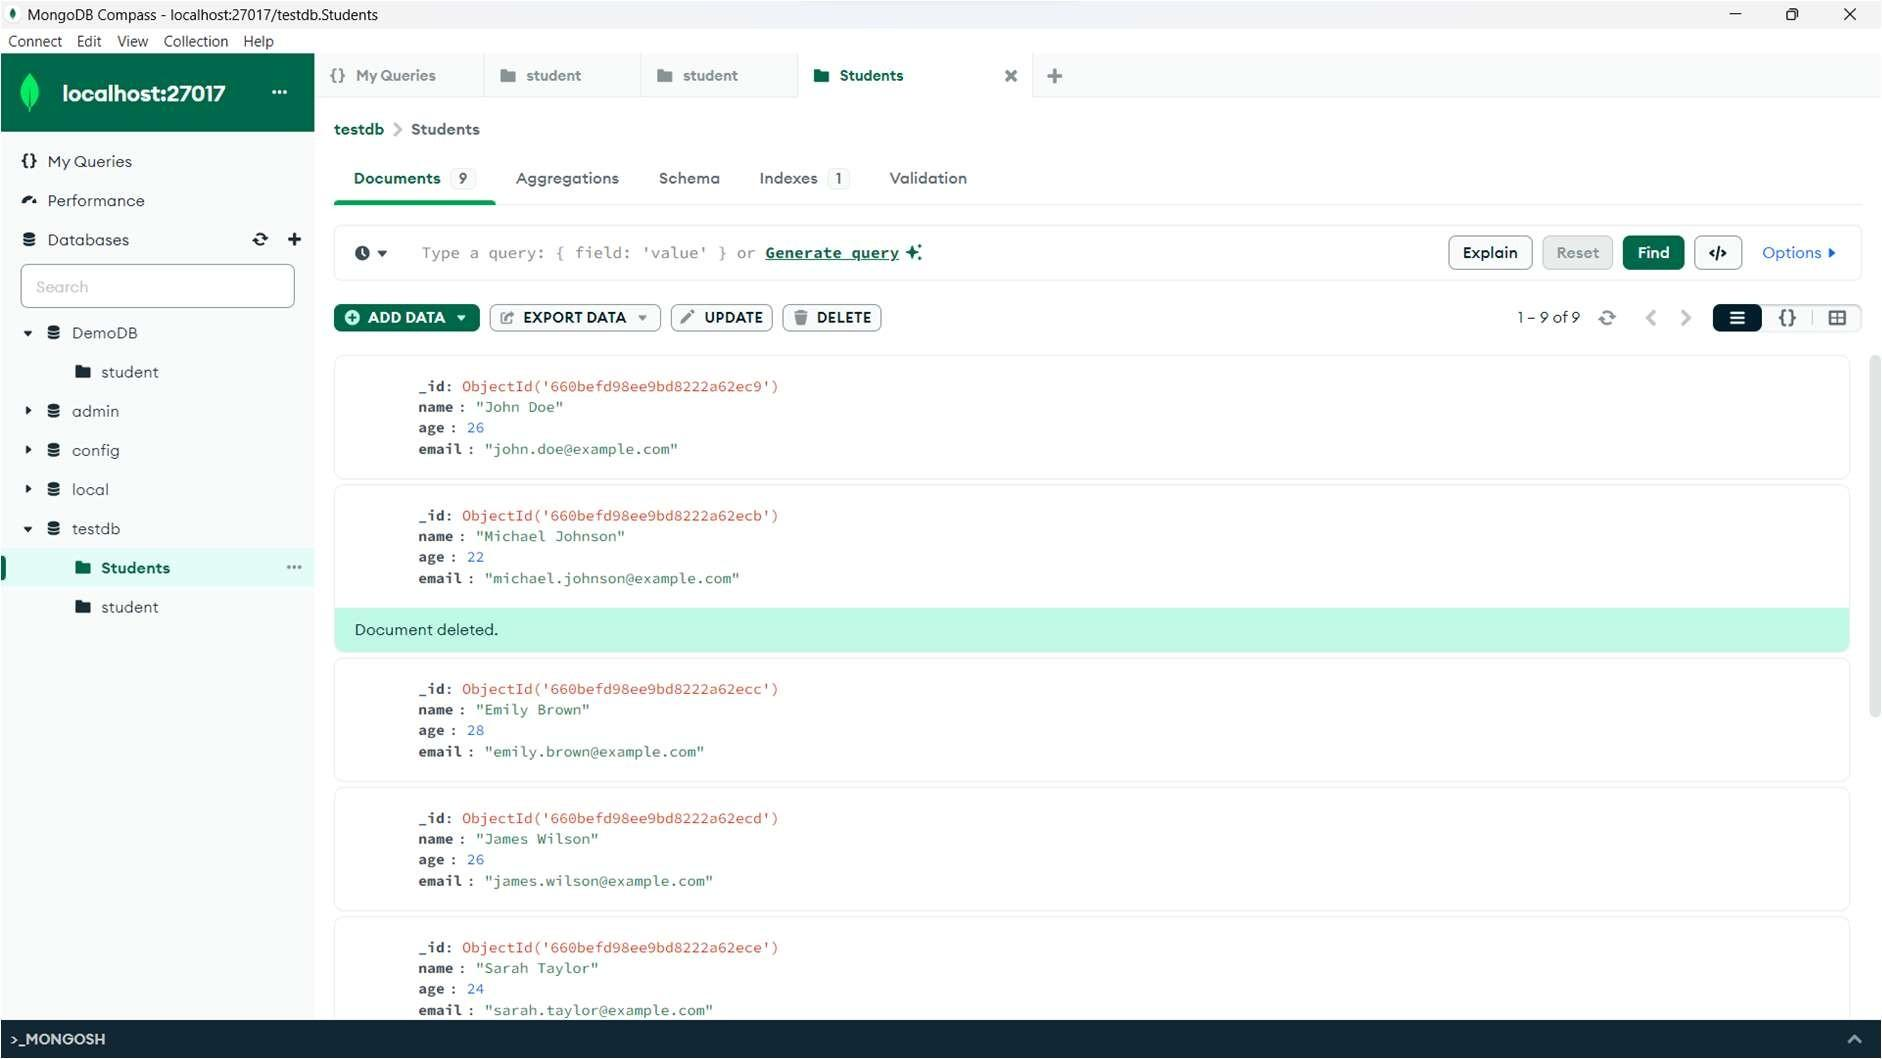 MongoDB Compass - localhost:27017/testdb.Students
Connect Edit View Collection Help
localhost:27017 ...
{} My Queries
student
student
Students
testdb > Students
My Queries
Performance
Databases
Search
DemoDB
student
admin
config
local
testdb
Students ...
student
Documents 9 Aggregations Schema Indexes 1 Validation
Type a query: { field: 'value' } or Generate query
Explain Reset Find </> Options
ADD DATA EXPORT DATA UPDATE DELETE
1 – 9 of 9 {}
_id: ObjectId('660befd98ee9bd8222a62ec9')
name : "John Doe"
age : 26
email : "john.doe@example.com"
_id: ObjectId('660befd98ee9bd8222a62ecb')
name : "Michael Johnson"
age : 22
email : "michael.johnson@example.com"
Document deleted.
_id: ObjectId('660befd98ee9bd8222a62ecc')
name : "Emily Brown"
age : 28
email : "emily.brown@example.com"
_id: ObjectId('660befd98ee9bd8222a62ecd')
name : "James Wilson"
age : 26
email : "james.wilson@example.com"
_id: ObjectId('660befd98ee9bd8222a62ece')
name : "Sarah Taylor"
age : 24
email : "sarah.taylor@example.com"
>_MONGOSH